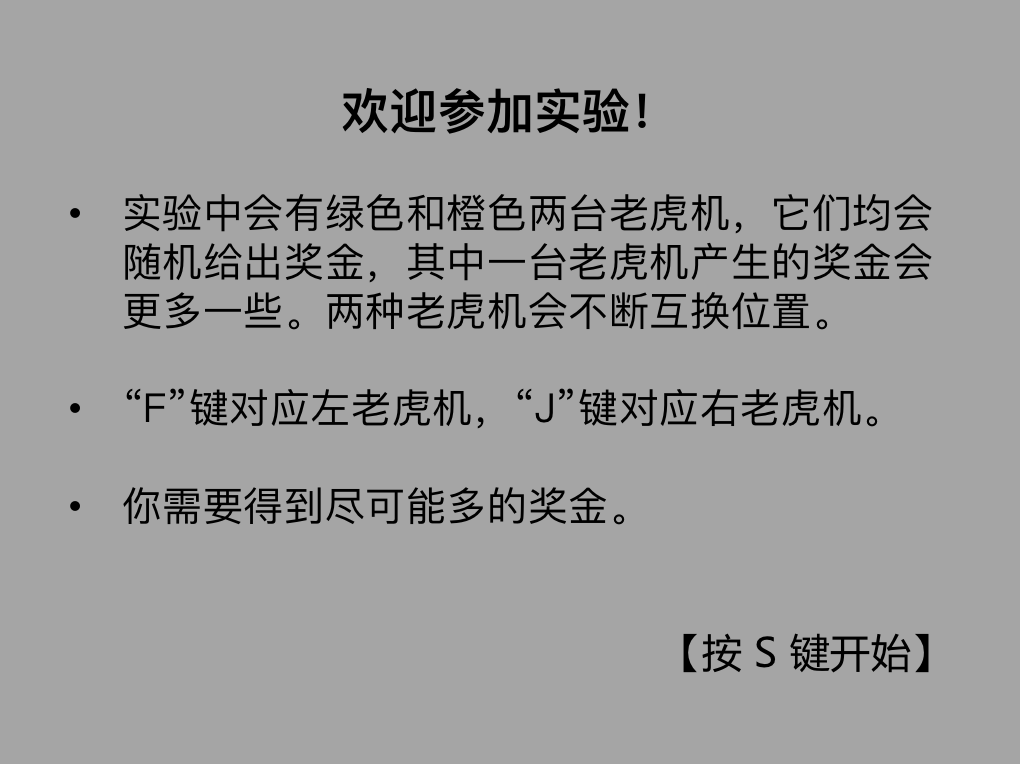 欢迎参加实验！
• 实验中会有绿色和橙色两台老虎机，它们均会
随机给出奖金，其中一台老虎机产生的奖金会
更多一些。两种老虎机会不断互换位置。
• “F”键对应左老虎机，“J”键对应右老虎机。
• 你需要得到尽可能多的奖金。
【按 S 键开始】